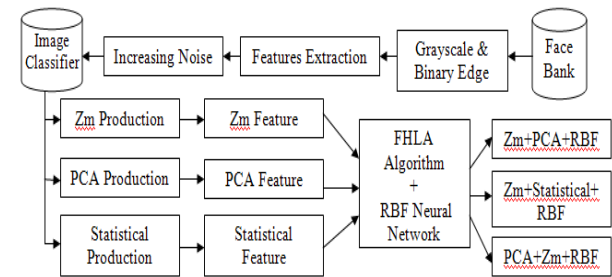 Image
Classifier
Increasing Noise
Features Extraction
Grayscale &
Binary Edge
Face
Bank
Zm Production
Zm Feature
PCA Production
PCA Feature
Statistical
Production
Statistical
Feature
FHLA
Algorithm
+
RBF Neural
Network
Zm+PCA+RBF
Zm+Statistical+
RBF
PCA+Zm+RBF